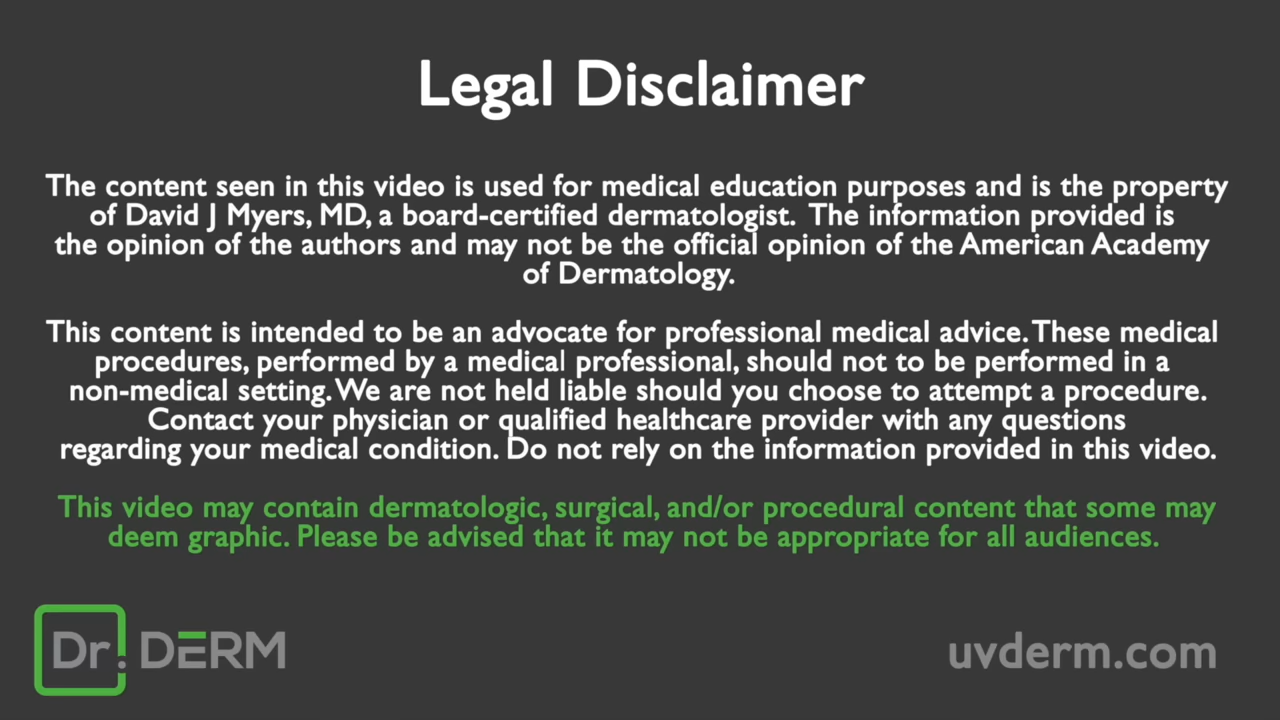 Legal Disclaimer
The content seen in this video is used for medical education purposes and is the property
of David J Myers, MD, a board-certified dermatologist. The information provided is
the opinion of the authors and may not be the official opinion of the American Academy
of Dermatology.
This content is intended to be an advocate for professional medical advice. These medical
procedures, performed by a medical professional, should not to be performed in a
non-medical setting. We are not held liable should you choose to attempt a procedure.
Contact your physician or qualified healthcare provider with any questions
regarding your medical condition. Do not rely on the information provided in this video.
This video may contain dermatologic, surgical, and/or procedural content that some may
deem graphic. Please be advised that it may not be appropriate for all audiences.
Dr. DERM
uvderm.com